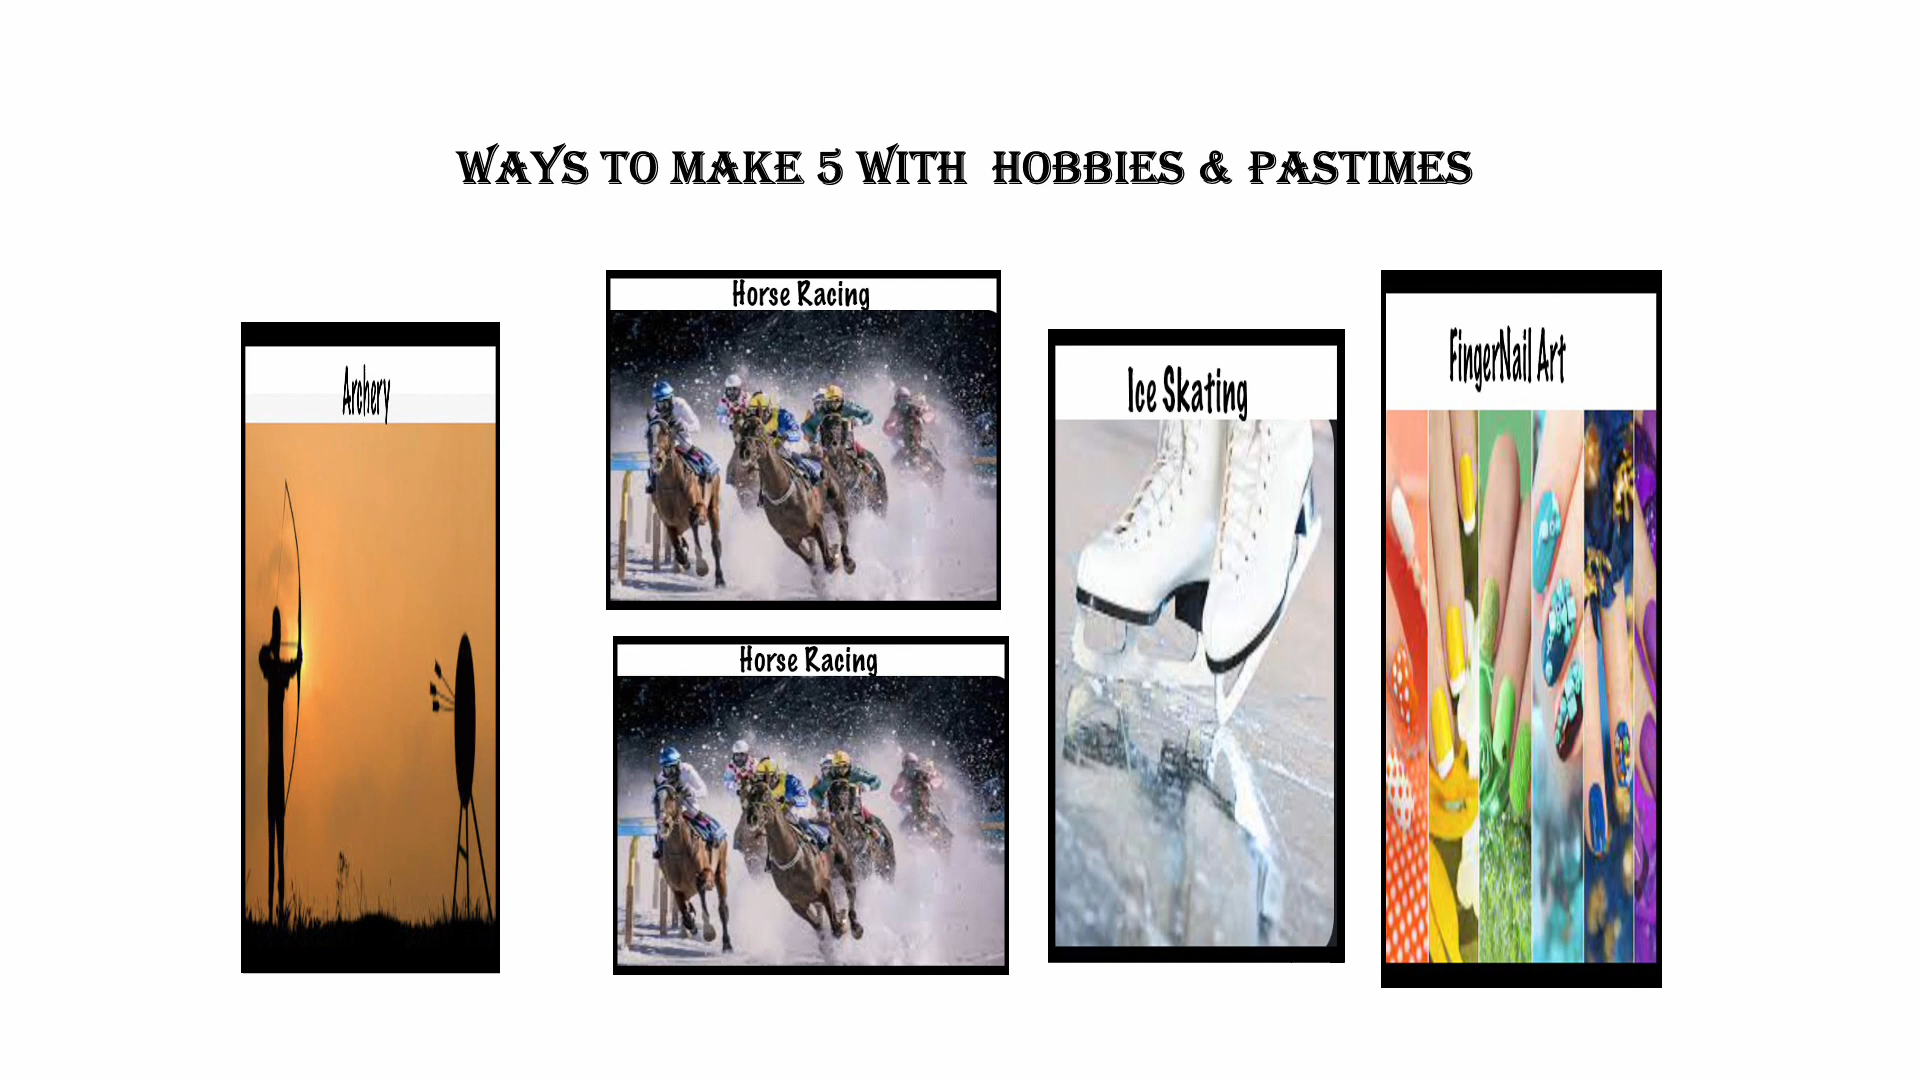 WAYS TO MAKE 5 WITH HOBBIES & PASTIMES
Archery
Horse Racing
Horse Racing
Ice Skating
FingerNail Art